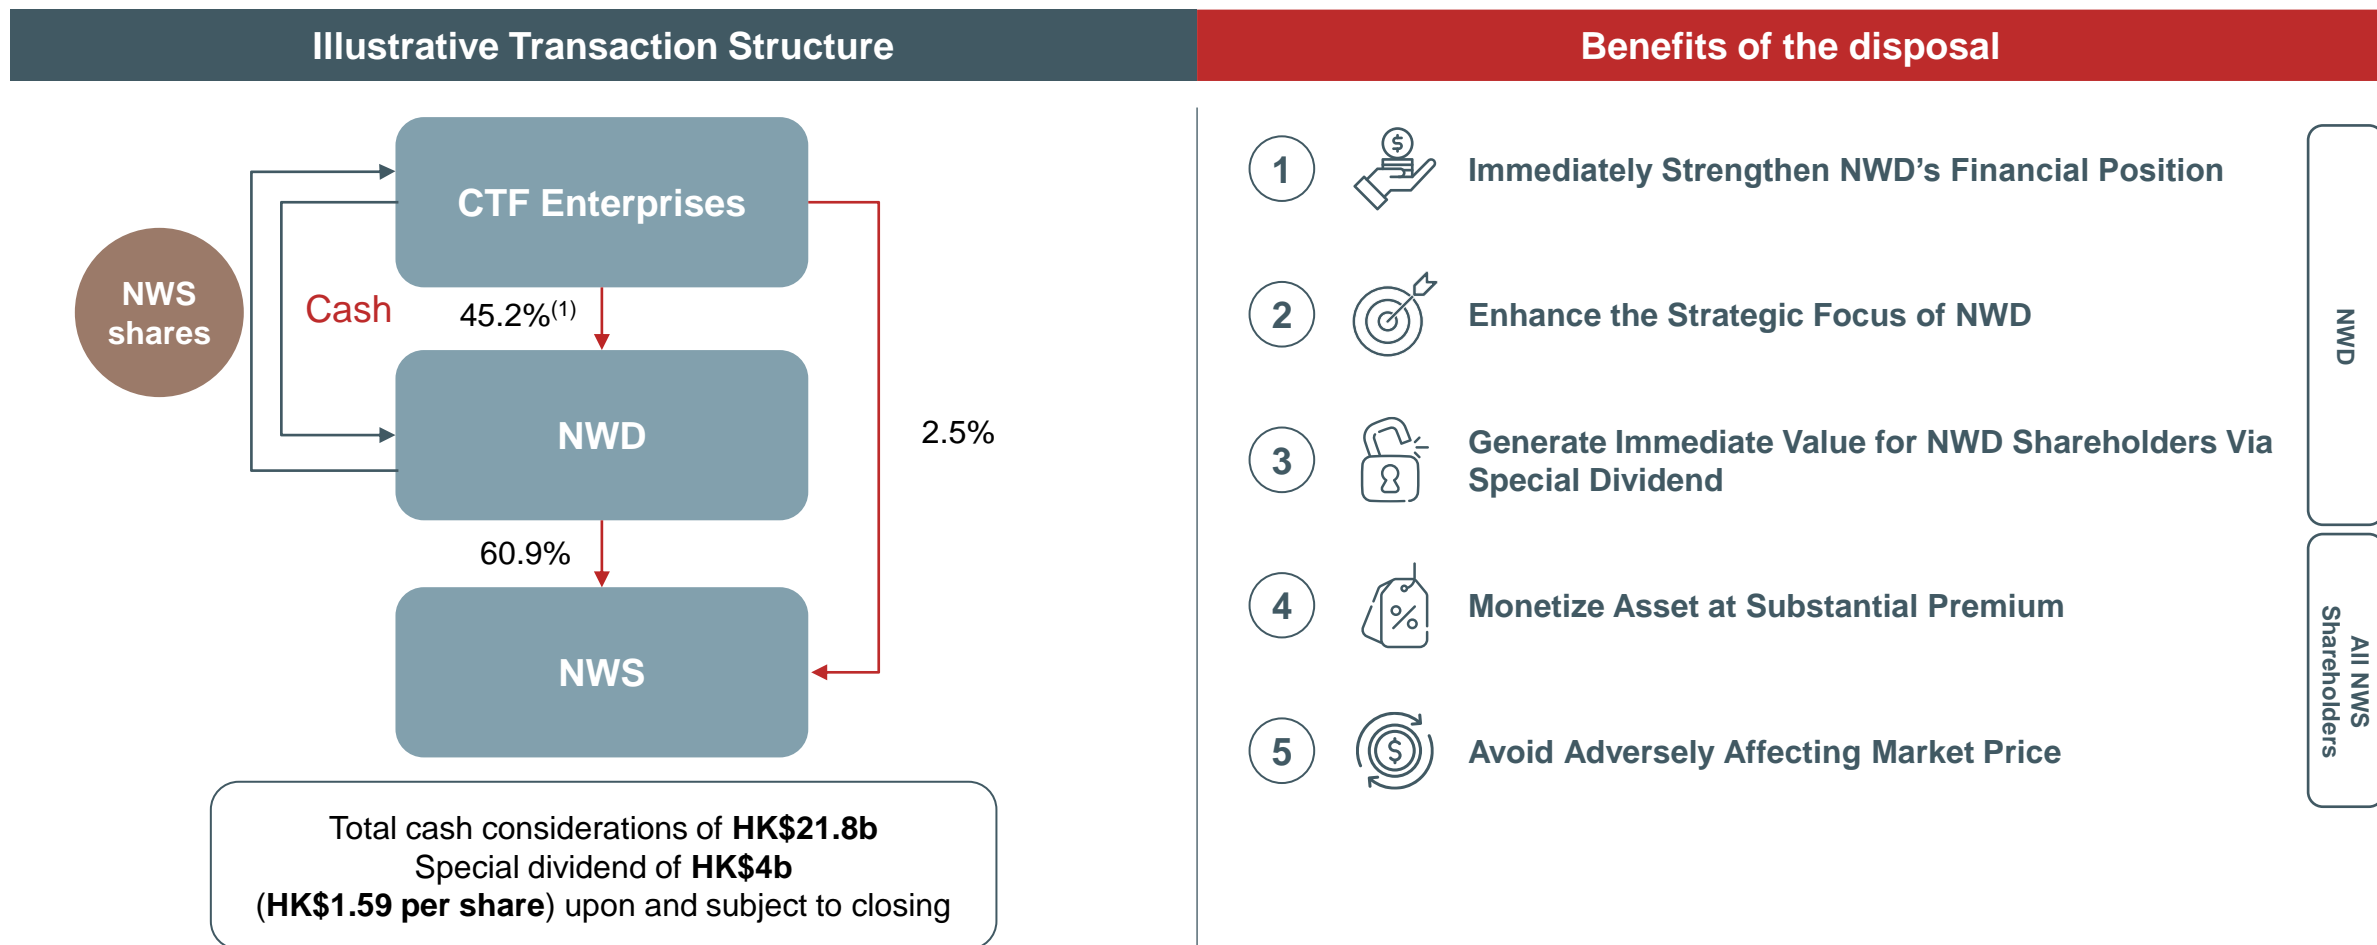 Illustrative Transaction Structure
CTF Enterprises
NWS
shares
Cash
45.2%(1)
NWD
2.5%
60.9%
NWS
Total cash considerations of HK$21.8b
Special dividend of HK$4b
(HK$1.59 per share) upon and subject to closing
Benefits of the disposal
1
$
Immediately Strengthen NWD’s Financial Position
2
Enhance the Strategic Focus of NWD
3
Generate Immediate Value for NWD Shareholders Via
Special Dividend
4
%
Monetize Asset at Substantial Premium
5
$
Avoid Adversely Affecting Market Price
NWD
All NWS
Shareholders